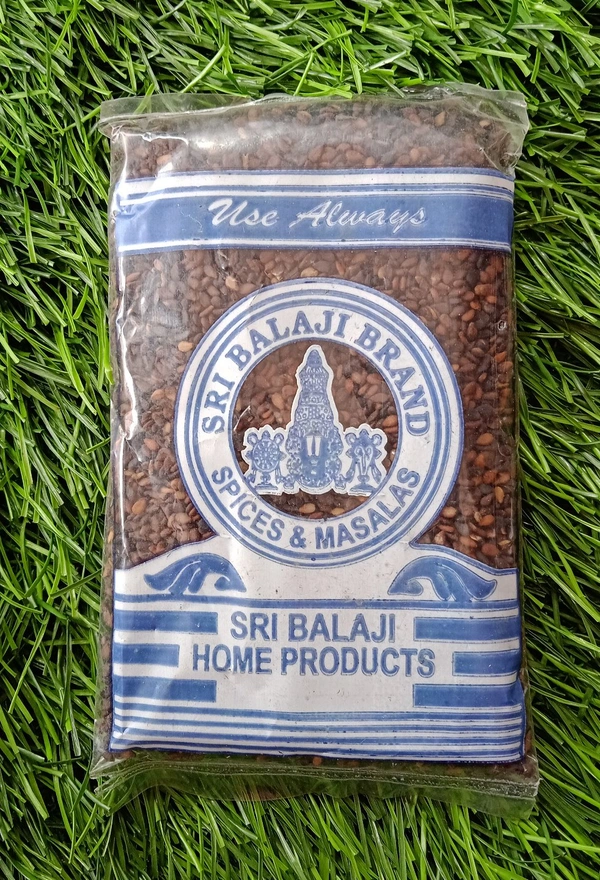 Use Always
SRI BALAJI BRAND
SPICES & MASALAS
SRI BALAJI
HOME PRODUCTS